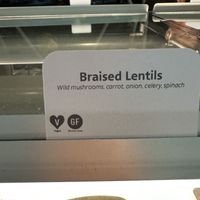 Braised Lentils
Wild mushrooms, carrot, onion, celery, spinach
V GF